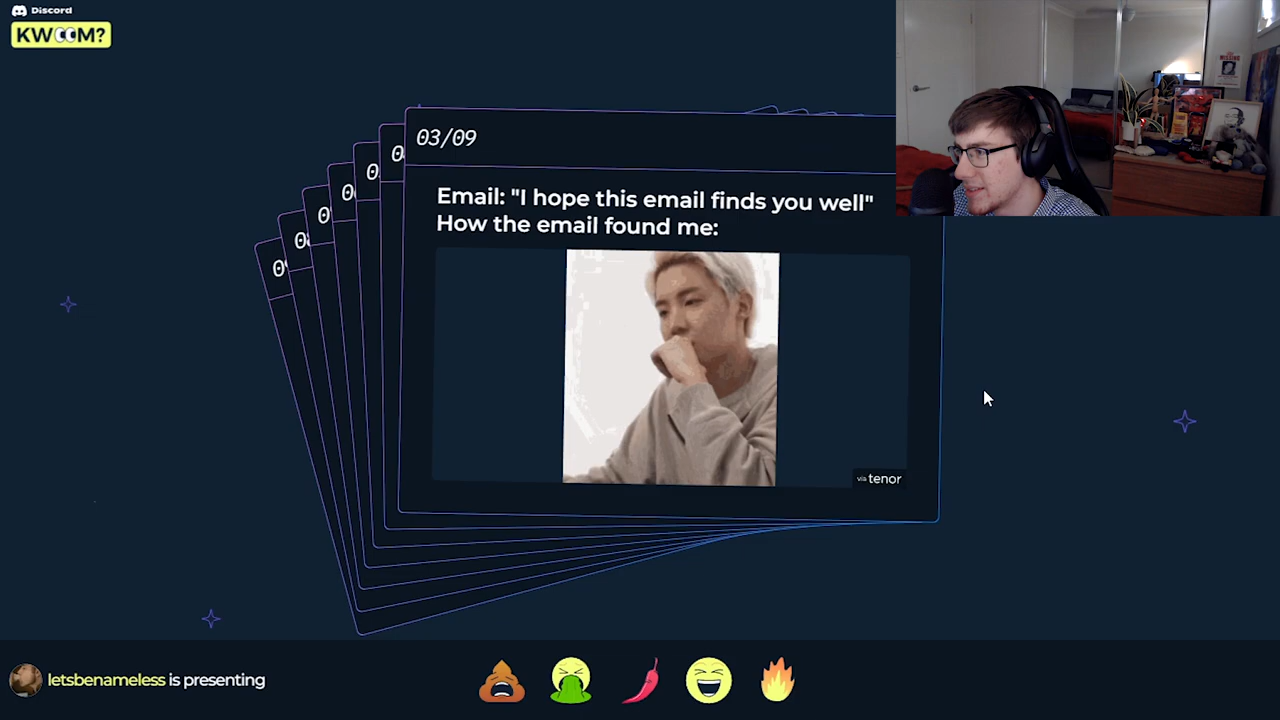 Discord
KWOOM?
03/09
Email: "I hope this email finds you well"
How the email found me:
via tenor
letsbenameless is presenting
MISSING